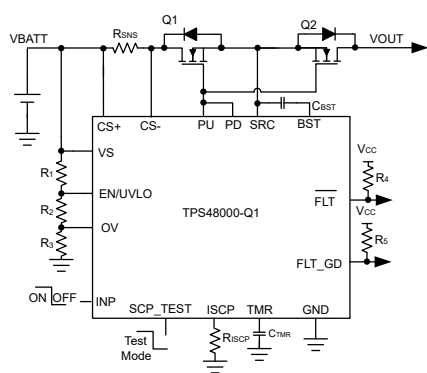 Q1
Q2
VBATT
RSNS
VOUT
CBST
CS+
CS-
PU
PD
SRC
BST
VS
R1
EN/UVLO
R2
OV
R3
TPS48000-Q1
VCC
R4
FLT
VCC
R5
FLT_GD
ON
OFF
INP
SCP_TEST
ISCP
TMR
GND
Test
Mode
RISCP
CTMR